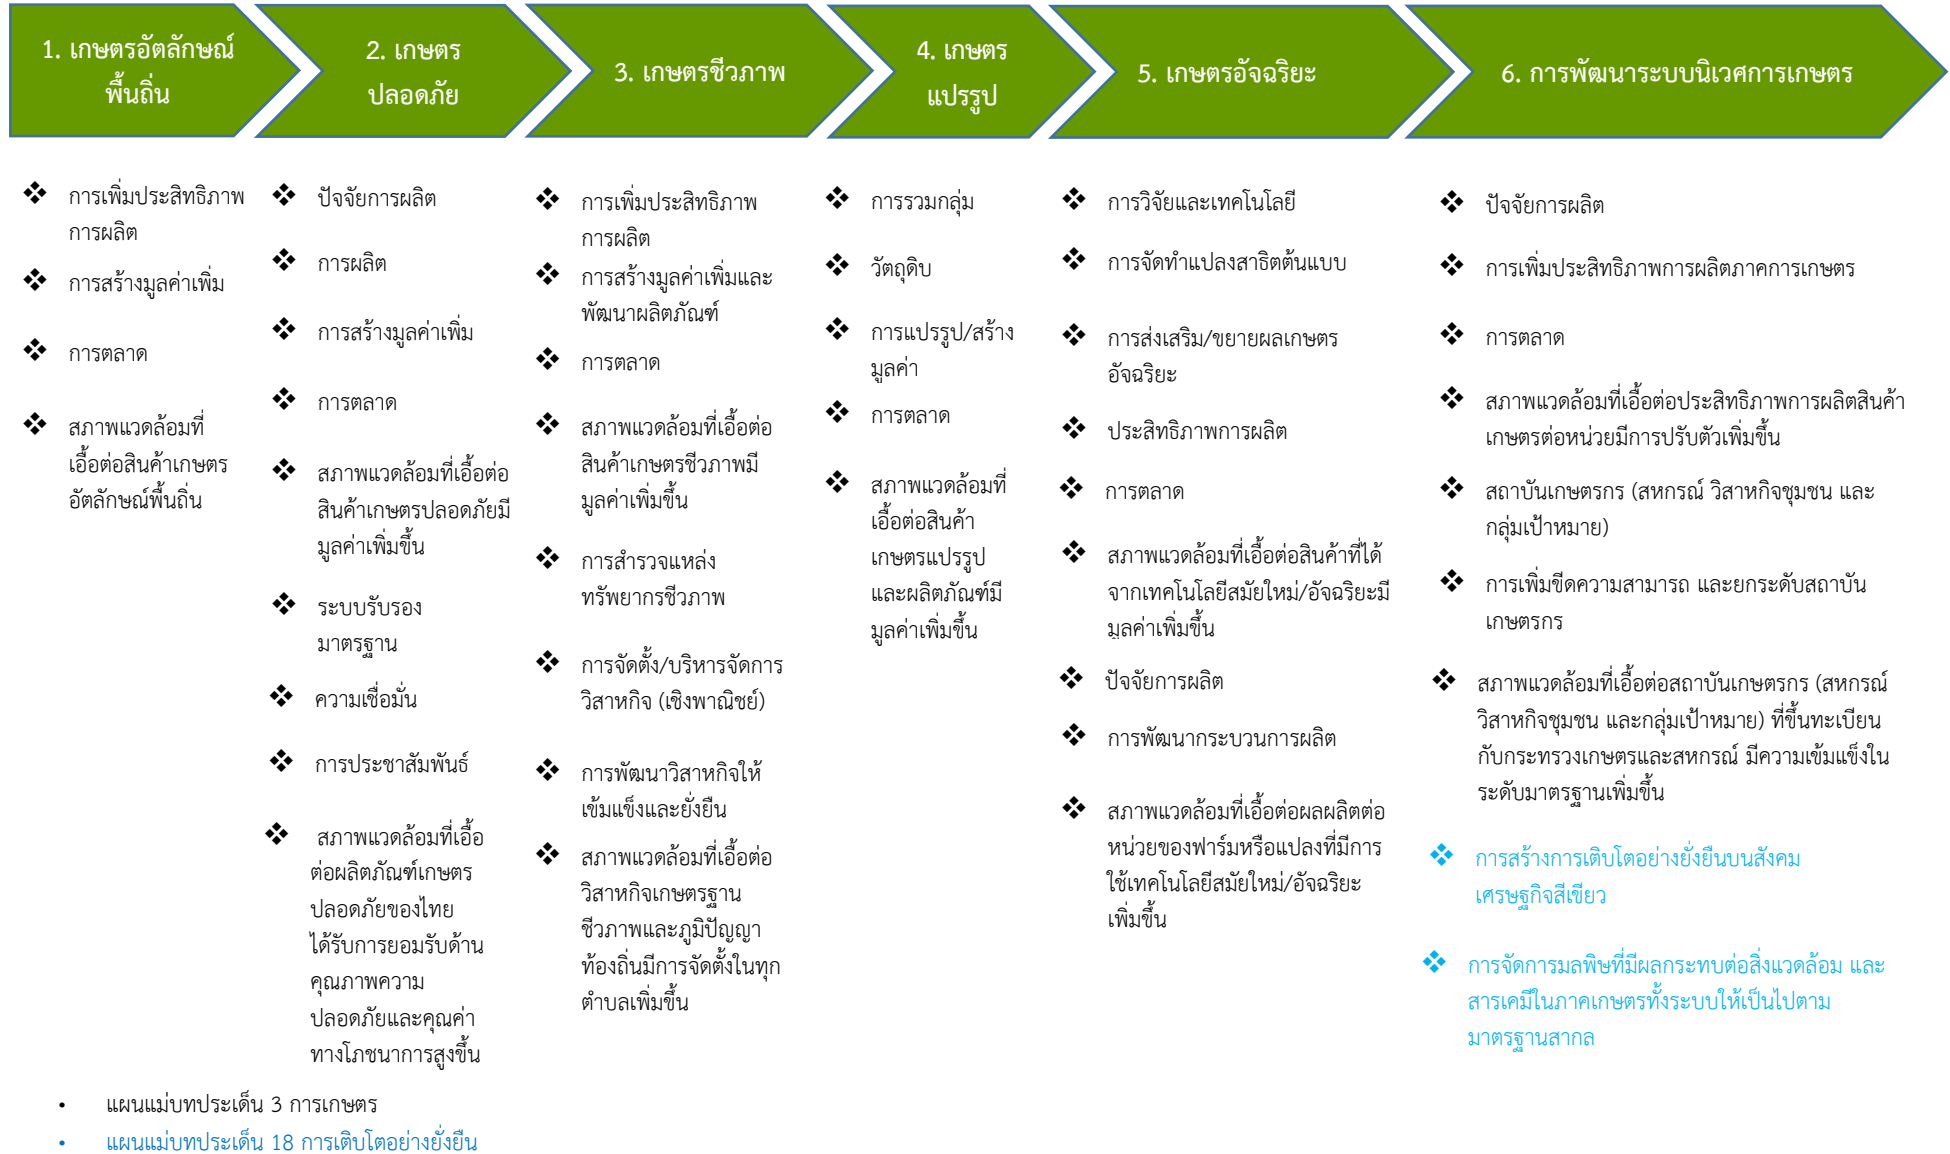 1. เกษตรอัตลักษณ์
พื้นถิ่น
2. เกษตร
ปลอดภัย
3. เกษตรชีวภาพ
4. เกษตร
แปรรูป
5. เกษตรอัจฉริยะ
6. การพัฒนาระบบนิเวศการเกษตร
❖ การเพิ่มประสิทธิภาพ
การผลิต
❖ การสร้างมูลค่าเพิ่ม
❖ การตลาด
❖ สภาพแวดล้อมที่
เอื้อต่อสินค้าเกษตร
อัตลักษณ์พื้นถิ่น
❖ ปัจจัยการผลิต
❖ การผลิต
❖ การสร้างมูลค่าเพิ่ม
❖ การตลาด
❖ สภาพแวดล้อมที่เอื้อต่อ
สินค้าเกษตรปลอดภัยมี
มูลค่าเพิ่มขึ้น
❖ ระบบรับรอง
มาตรฐาน
❖ ความเชื่อมั่น
❖ การประชาสัมพันธ์
❖ สภาพแวดล้อมที่เอื้อ
ต่อผลิตภัณฑ์เกษตร
ปลอดภัยของไทย
ได้รับการยอมรับด้าน
คุณภาพความ
ปลอดภัยและคุณค่า
ทางโภชนาการสูงขึ้น
❖ การเพิ่มประสิทธิภาพ
การผลิต
❖ การสร้างมูลค่าเพิ่มและ
พัฒนาผลิตภัณฑ์
❖ การตลาด
❖ สภาพแวดล้อมที่เอื้อต่อ
สินค้าเกษตรชีวภาพมี
มูลค่าเพิ่มขึ้น
❖ การสำรวจแหล่ง
ทรัพยากรชีวภาพ
❖ การจัดตั้ง/บริหารจัดการ
วิสาหกิจ (เชิงพาณิชย์)
❖ การพัฒนาวิสาหกิจให้
เข้มแข็งและยั่งยืน
❖ สภาพแวดล้อมที่เอื้อต่อ
วิสาหกิจเกษตรฐาน
ชีวภาพและภูมิปัญญา
ท้องถิ่นมีการจัดตั้งในทุก
ตำบลเพิ่มขึ้น
❖ การรวมกลุ่ม
❖ วัตถุดิบ
❖ การแปรรูป/สร้าง
มูลค่า
❖ การตลาด
❖ สภาพแวดล้อมที่
เอื้อต่อสินค้า
เกษตรแปรรูป
และผลิตภัณฑ์มี
มูลค่าเพิ่มขึ้น
❖ การวิจัยและเทคโนโลยี
❖ การจัดทำแปลงสาธิตต้นแบบ
❖ การส่งเสริม/ขยายผลเกษตร
อัจฉริยะ
❖ ประสิทธิภาพการผลิต
❖ การตลาด
❖ สภาพแวดล้อมที่เอื้อต่อสินค้าที่ได้
จากเทคโนโลยีสมัยใหม่/อัจฉริยะมี
มูลค่าเพิ่มขึ้น
❖ ปัจจัยการผลิต
❖ การพัฒนากระบวนการผลิต
❖ สภาพแวดล้อมที่เอื้อต่อผลผลิตต่อ
หน่วยของฟาร์มหรือแปลงที่มีการ
ใช้เทคโนโลยีสมัยใหม่/อัจฉริยะ
เพิ่มขึ้น
❖ ปัจจัยการผลิต
❖ การเพิ่มประสิทธิภาพการผลิตภาคการเกษตร
❖ การตลาด
❖ สภาพแวดล้อมที่เอื้อต่อประสิทธิภาพการผลิตสินค้า
เกษตรต่อหน่วยมีการปรับตัวเพิ่มขึ้น
❖ สถาบันเกษตรกร (สหกรณ์ วิสาหกิจชุมชน และ
กลุ่มเป้าหมาย)
❖ การเพิ่มขีดความสามารถ และยกระดับสถาบัน
เกษตรกร
❖ สภาพแวดล้อมที่เอื้อต่อสถาบันเกษตรกร (สหกรณ์
วิสาหกิจชุมชน และกลุ่มเป้าหมาย) ที่ขึ้นทะเบียน
กับกระทรวงเกษตรและสหกรณ์ มีความเข้มแข็งใน
ระดับมาตรฐานเพิ่มขึ้น
❖ การสร้างการเติบโตอย่างยั่งยืนบนสังคม
เศรษฐกิจสีเขียว
❖ การจัดการมลพิษที่มีผลกระทบต่อสิ่งแวดล้อม และ
สารเคมีในภาคเกษตรทั้งระบบให้เป็นไปตาม
มาตรฐานสากล
• แผนแม่บทประเด็น 3 การเกษตร
• แผนแม่บทประเด็น 18 การเติบโตอย่างยั่งยืน